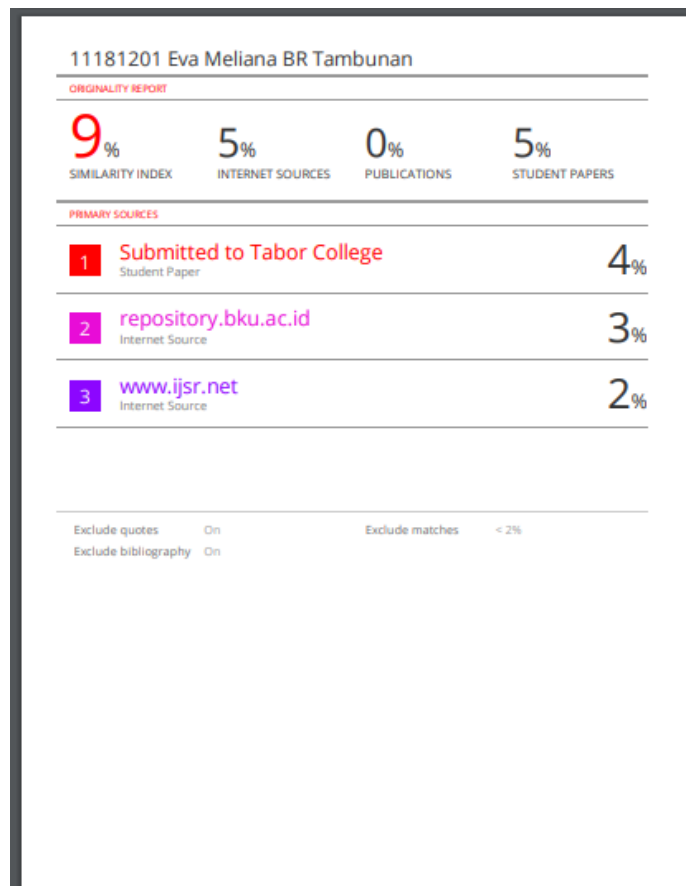 11181201 Eva Meliana BR Tambunan
ORIGINALITY REPORT
9% 5% 0% 5%
SIMILARITY INDEX INTERNET SOURCES PUBLICATIONS STUDENT PAPERS
PRIMARY SOURCES
1 Submitted to Tabor College 4%
Student Paper
2 repository.bku.ac.id 3%
Internet Source
3 www.ijsr.net 2%
Internet Source
Exclude quotes On Exclude matches < 2%
Exclude bibliography On